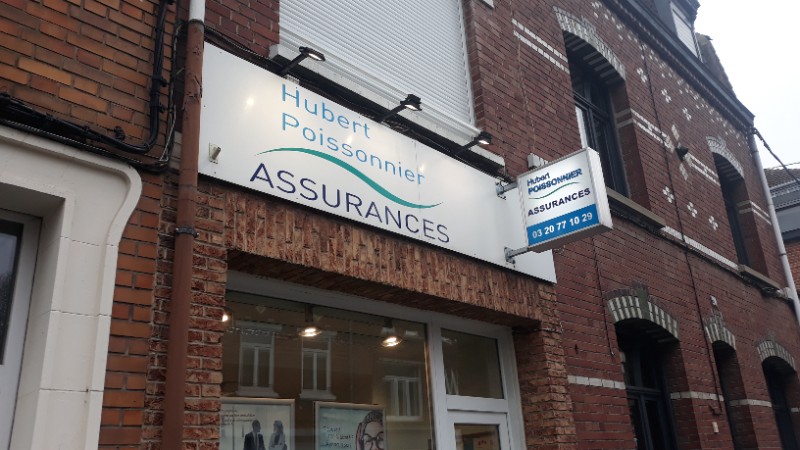 Hubert
Poissonnier
ASSURANCES
Hubert
POISSONNIER
ASSURANCES
03 20 77 10 29